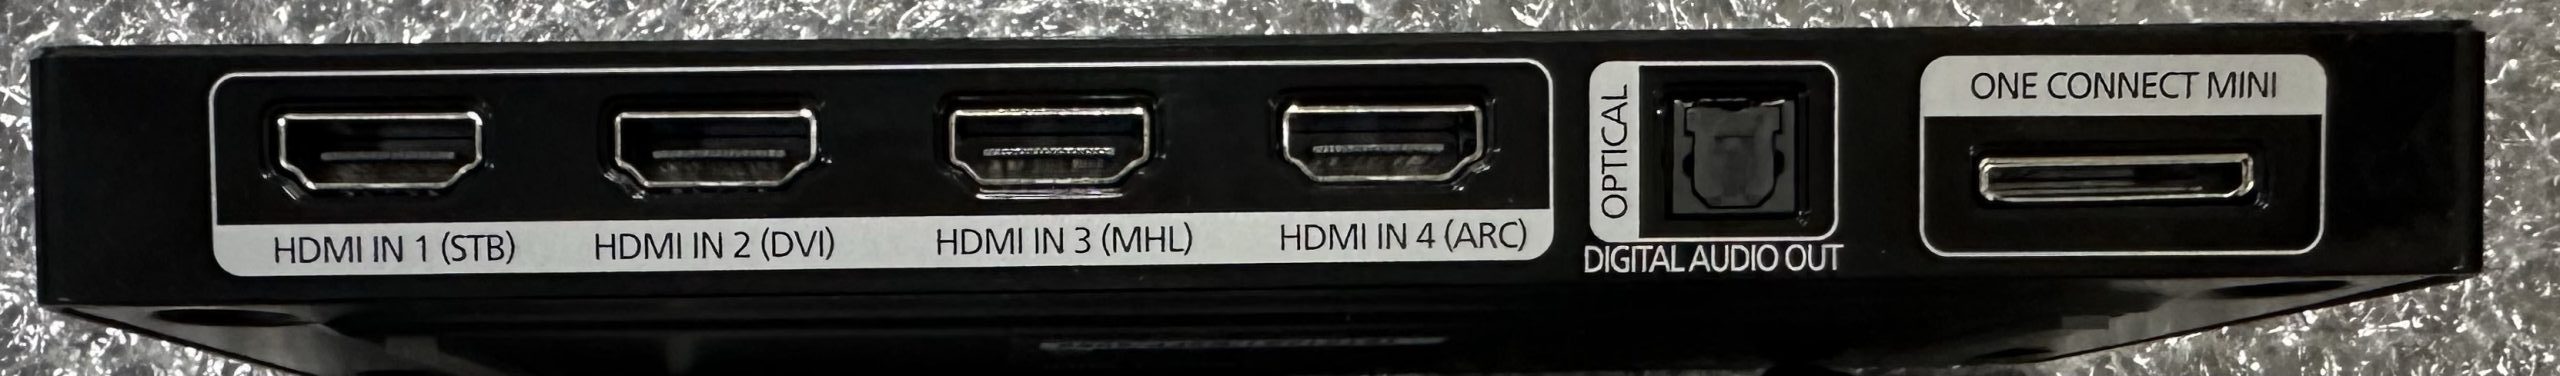 HDMI IN 1 (STB)
HDMI IN 2 (DVI)
HDMI IN 3 (MHL)
HDMI IN 4 (ARC)
OPTICAL
DIGITAL AUDIO OUT
ONE CONNECT MINI